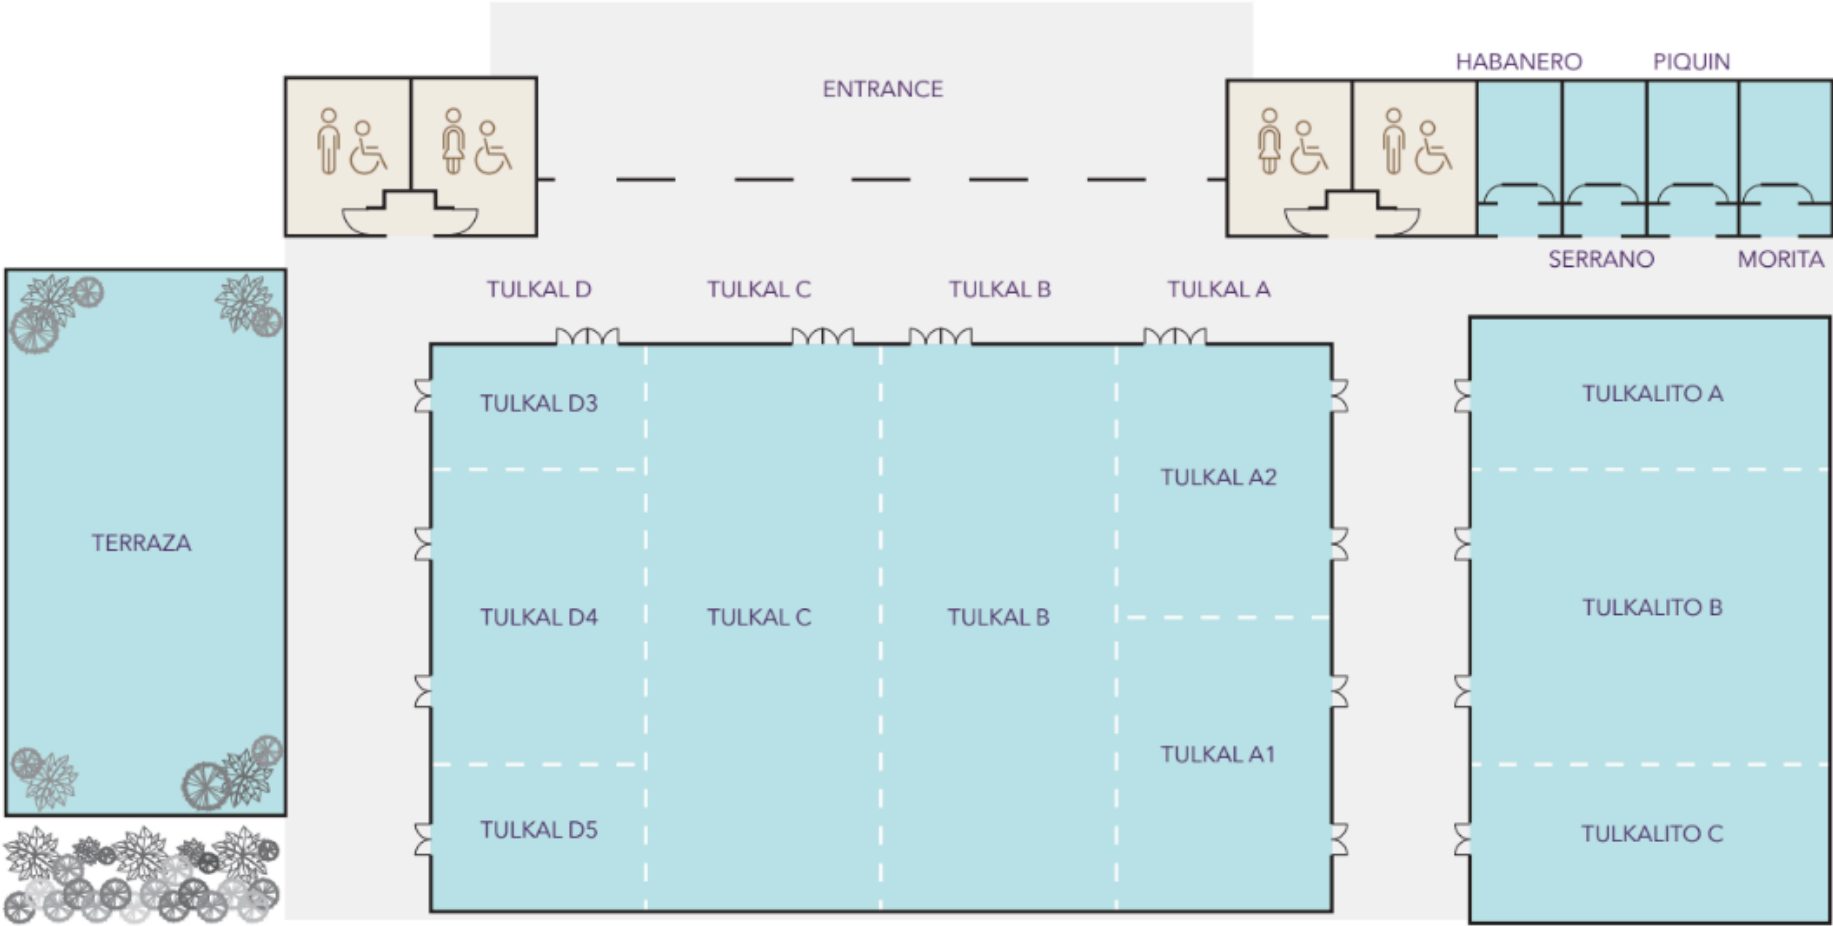 HABANERO
PIQUIN
ENTRANCE
SERRANO
MORITA
TULKAL D
TULKAL C
TULKAL B
TULKAL A
TULKAL D3
TULKALITO A
TULKAL A2
TERRAZA
TULKAL D4
TULKAL C
TULKAL B
TULKALITO B
TULKAL A1
TULKAL D5
TULKALITO C